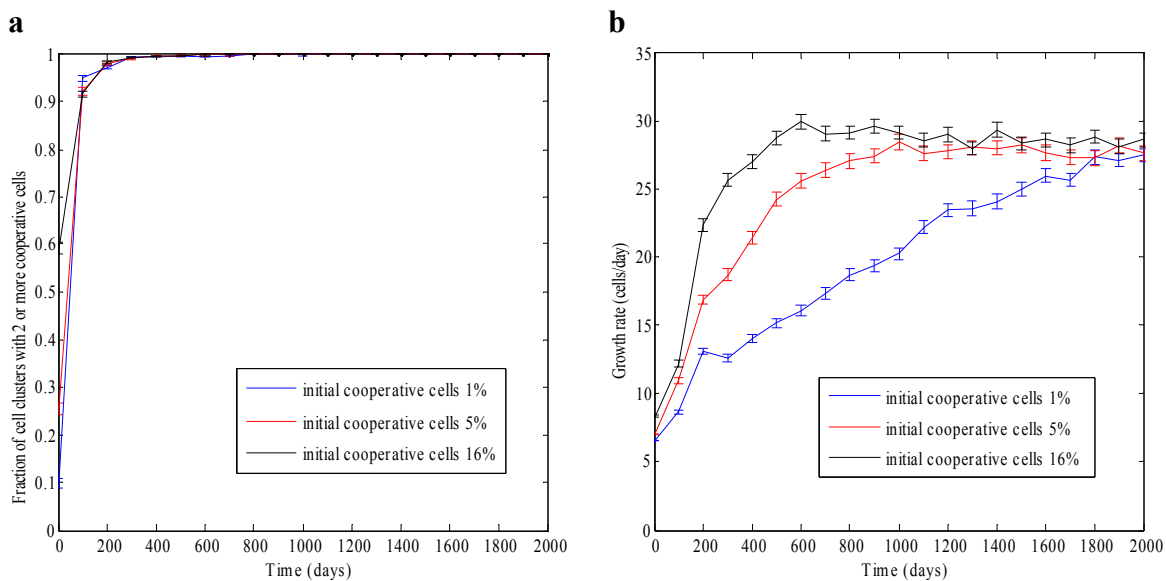 a
Fraction of cell clusters with 2 or more cooperative cells
1
0.9
0.8
0.7
0.6
0.5
0.4
0.3
0.2
0.1
0
0 200 400 600 800 1000 1200 1400 1600 1800 2000
Time (days)
initial cooperative cells 1%
initial cooperative cells 5%
initial cooperative cells 16%
b
Growth rate (cells/day)
35
30
25
20
15
10
5
0
0 200 400 600 800 1000 1200 1400 1600 1800 2000
Time (days)
initial cooperative cells 1%
initial cooperative cells 5%
initial cooperative cells 16%